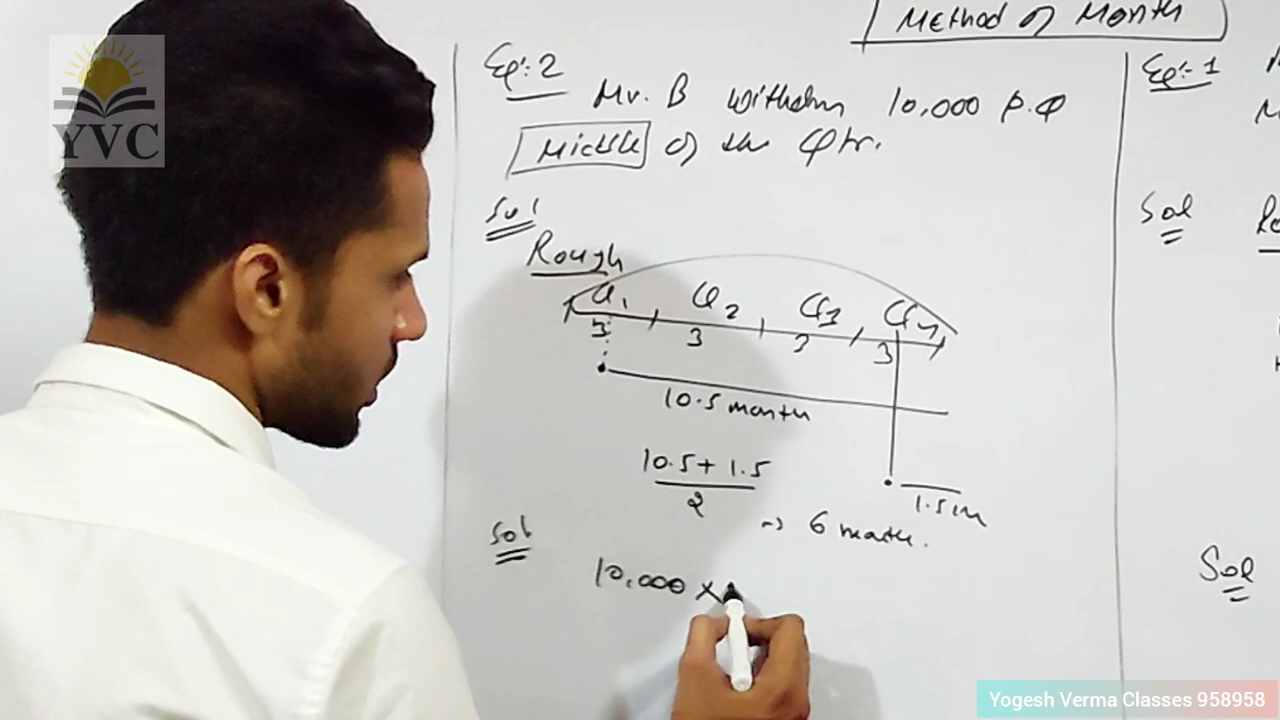 YVC
Method of Month
Eg:-2
Mr. B withdrw 10,000 P.Q
Middle of the Qtr.
Sol
Rough
Q1 Q2 Q3 Q4
3 3 3 3
10.5 month
10.5 + 1.5
2
1.5 m
=> 6 month.
Sol
10,000 ×
Eg:-1
M
Sol
Sol
Yogesh Verma Classes 958958